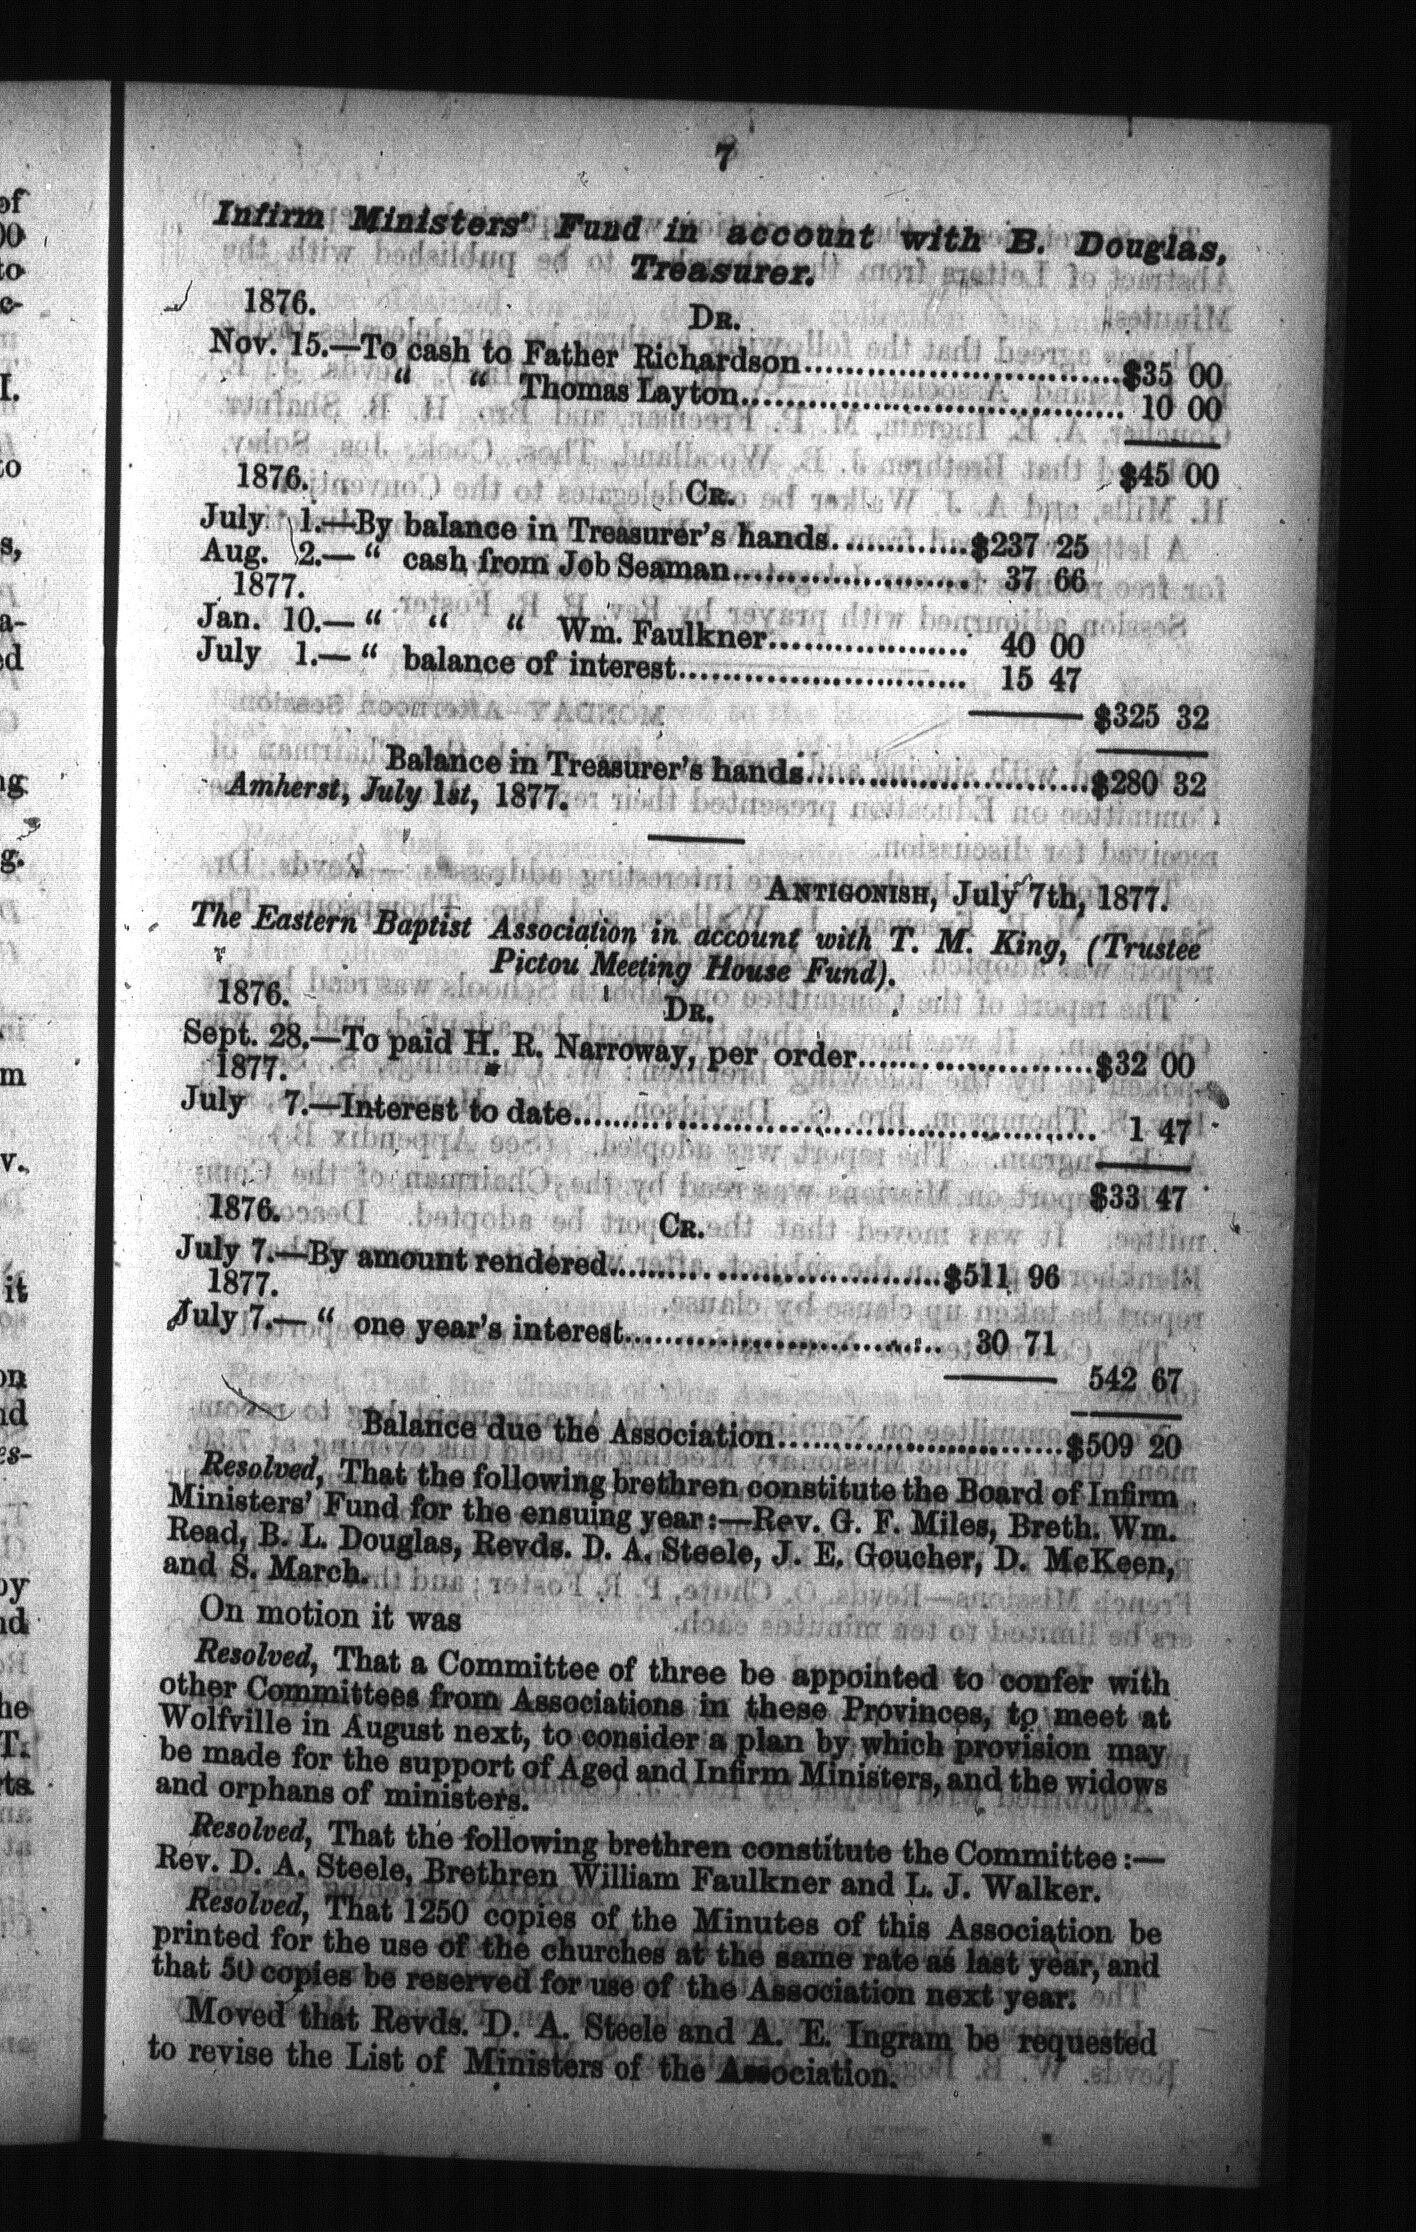 7
Infirm Ministers' Fund in account with B. Douglas,
Treasurer.
1876.
DR.
Nov. 15.—To cash to Father Richardson..............................$35 00
" " Thomas Layton.................................... 10 00
$45 00
1876.
CR.
July 1.—By balance in Treasurer's hands.............$237 25
Aug. 2.— " cash from Job Seaman....................... 37 66
1877.
Jan. 10.— " " " Wm. Faulkner................... 40 00
July 1.— " balance of interest........................... 15 47
$325 32
Balance in Treasurer's hands.............................$280 32
Amherst, July 1st, 1877.
ANTIGONISH, July 7th, 1877.
The Eastern Baptist Association in account with T. M. King, (Trustee
Pictou Meeting House Fund).
1876.
DR.
Sept. 28.—To paid H. R. Narroway, per order.......................$32 00
1877.
July 7.—Interest to date................................................... 1 47
$33 47
1876.
CR.
July 7.—By amount rendered.................................$511 96
1877.
July 7.— " one year's interest............................... 30 71
542 67
Balance due the Association............................$509 20
Resolved, That the following brethren constitute the Board of Infirm
Ministers' Fund for the ensuing year:—Rev. G. F. Miles, Breth. Wm.
Read, B. L. Douglas, Revds. D. A. Steele, J. E. Goucher, D. McKeen,
and S. March.
On motion it was
Resolved, That a Committee of three be appointed to confer with
other Committees from Associations in these Provinces, to meet at
Wolfville in August next, to consider a plan by which provision may
be made for the support of Aged and Infirm Ministers, and the widows
and orphans of ministers.
Resolved, That the following brethren constitute the Committee:—
Rev. D. A. Steele, Brethren William Faulkner and L. J. Walker.
Resolved, That 1250 copies of the Minutes of this Association be
printed for the use of the churches at the same rate as last year, and
that 50 copies be reserved for use of the Association next year.
Moved that Revds. D. A. Steele and A. E. Ingram be requested
to revise the List of Ministers of the Association.